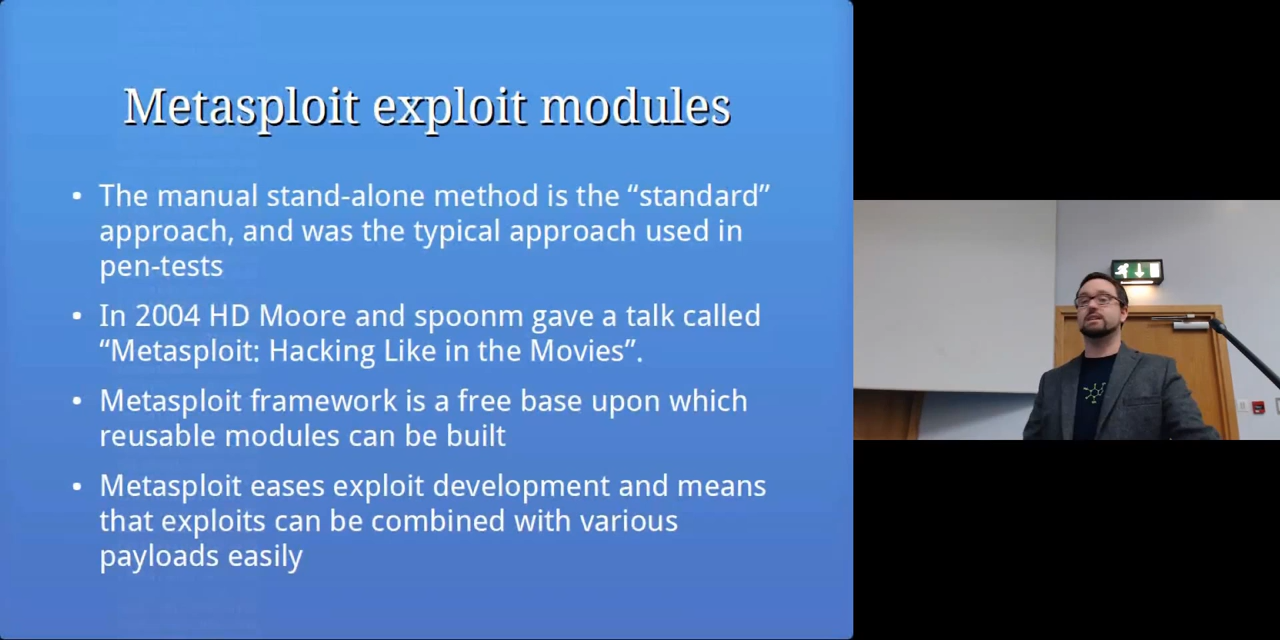 Metasploit exploit modules
• The manual stand-alone method is the “standard”
approach, and was the typical approach used in
pen-tests
• In 2004 HD Moore and spoonm gave a talk called
“Metasploit: Hacking Like in the Movies”.
• Metasploit framework is a free base upon which
reusable modules can be built
• Metasploit eases exploit development and means
that exploits can be combined with various
payloads easily